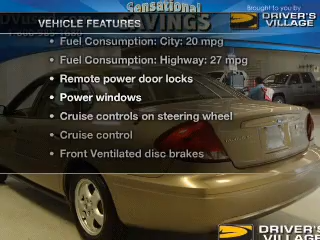 Sensational
SAVINGS
Brought to you by
DRIVER'S
VILLAGE
VEHICLE FEATURES
• Fuel Consumption: City: 20 mpg
• Fuel Consumption: Highway: 27 mpg
• Remote power door locks
• Power windows
• Cruise controls on steering wheel
• Cruise control
• Front Ventilated disc brakes
DRIVER'S
VILLAGE